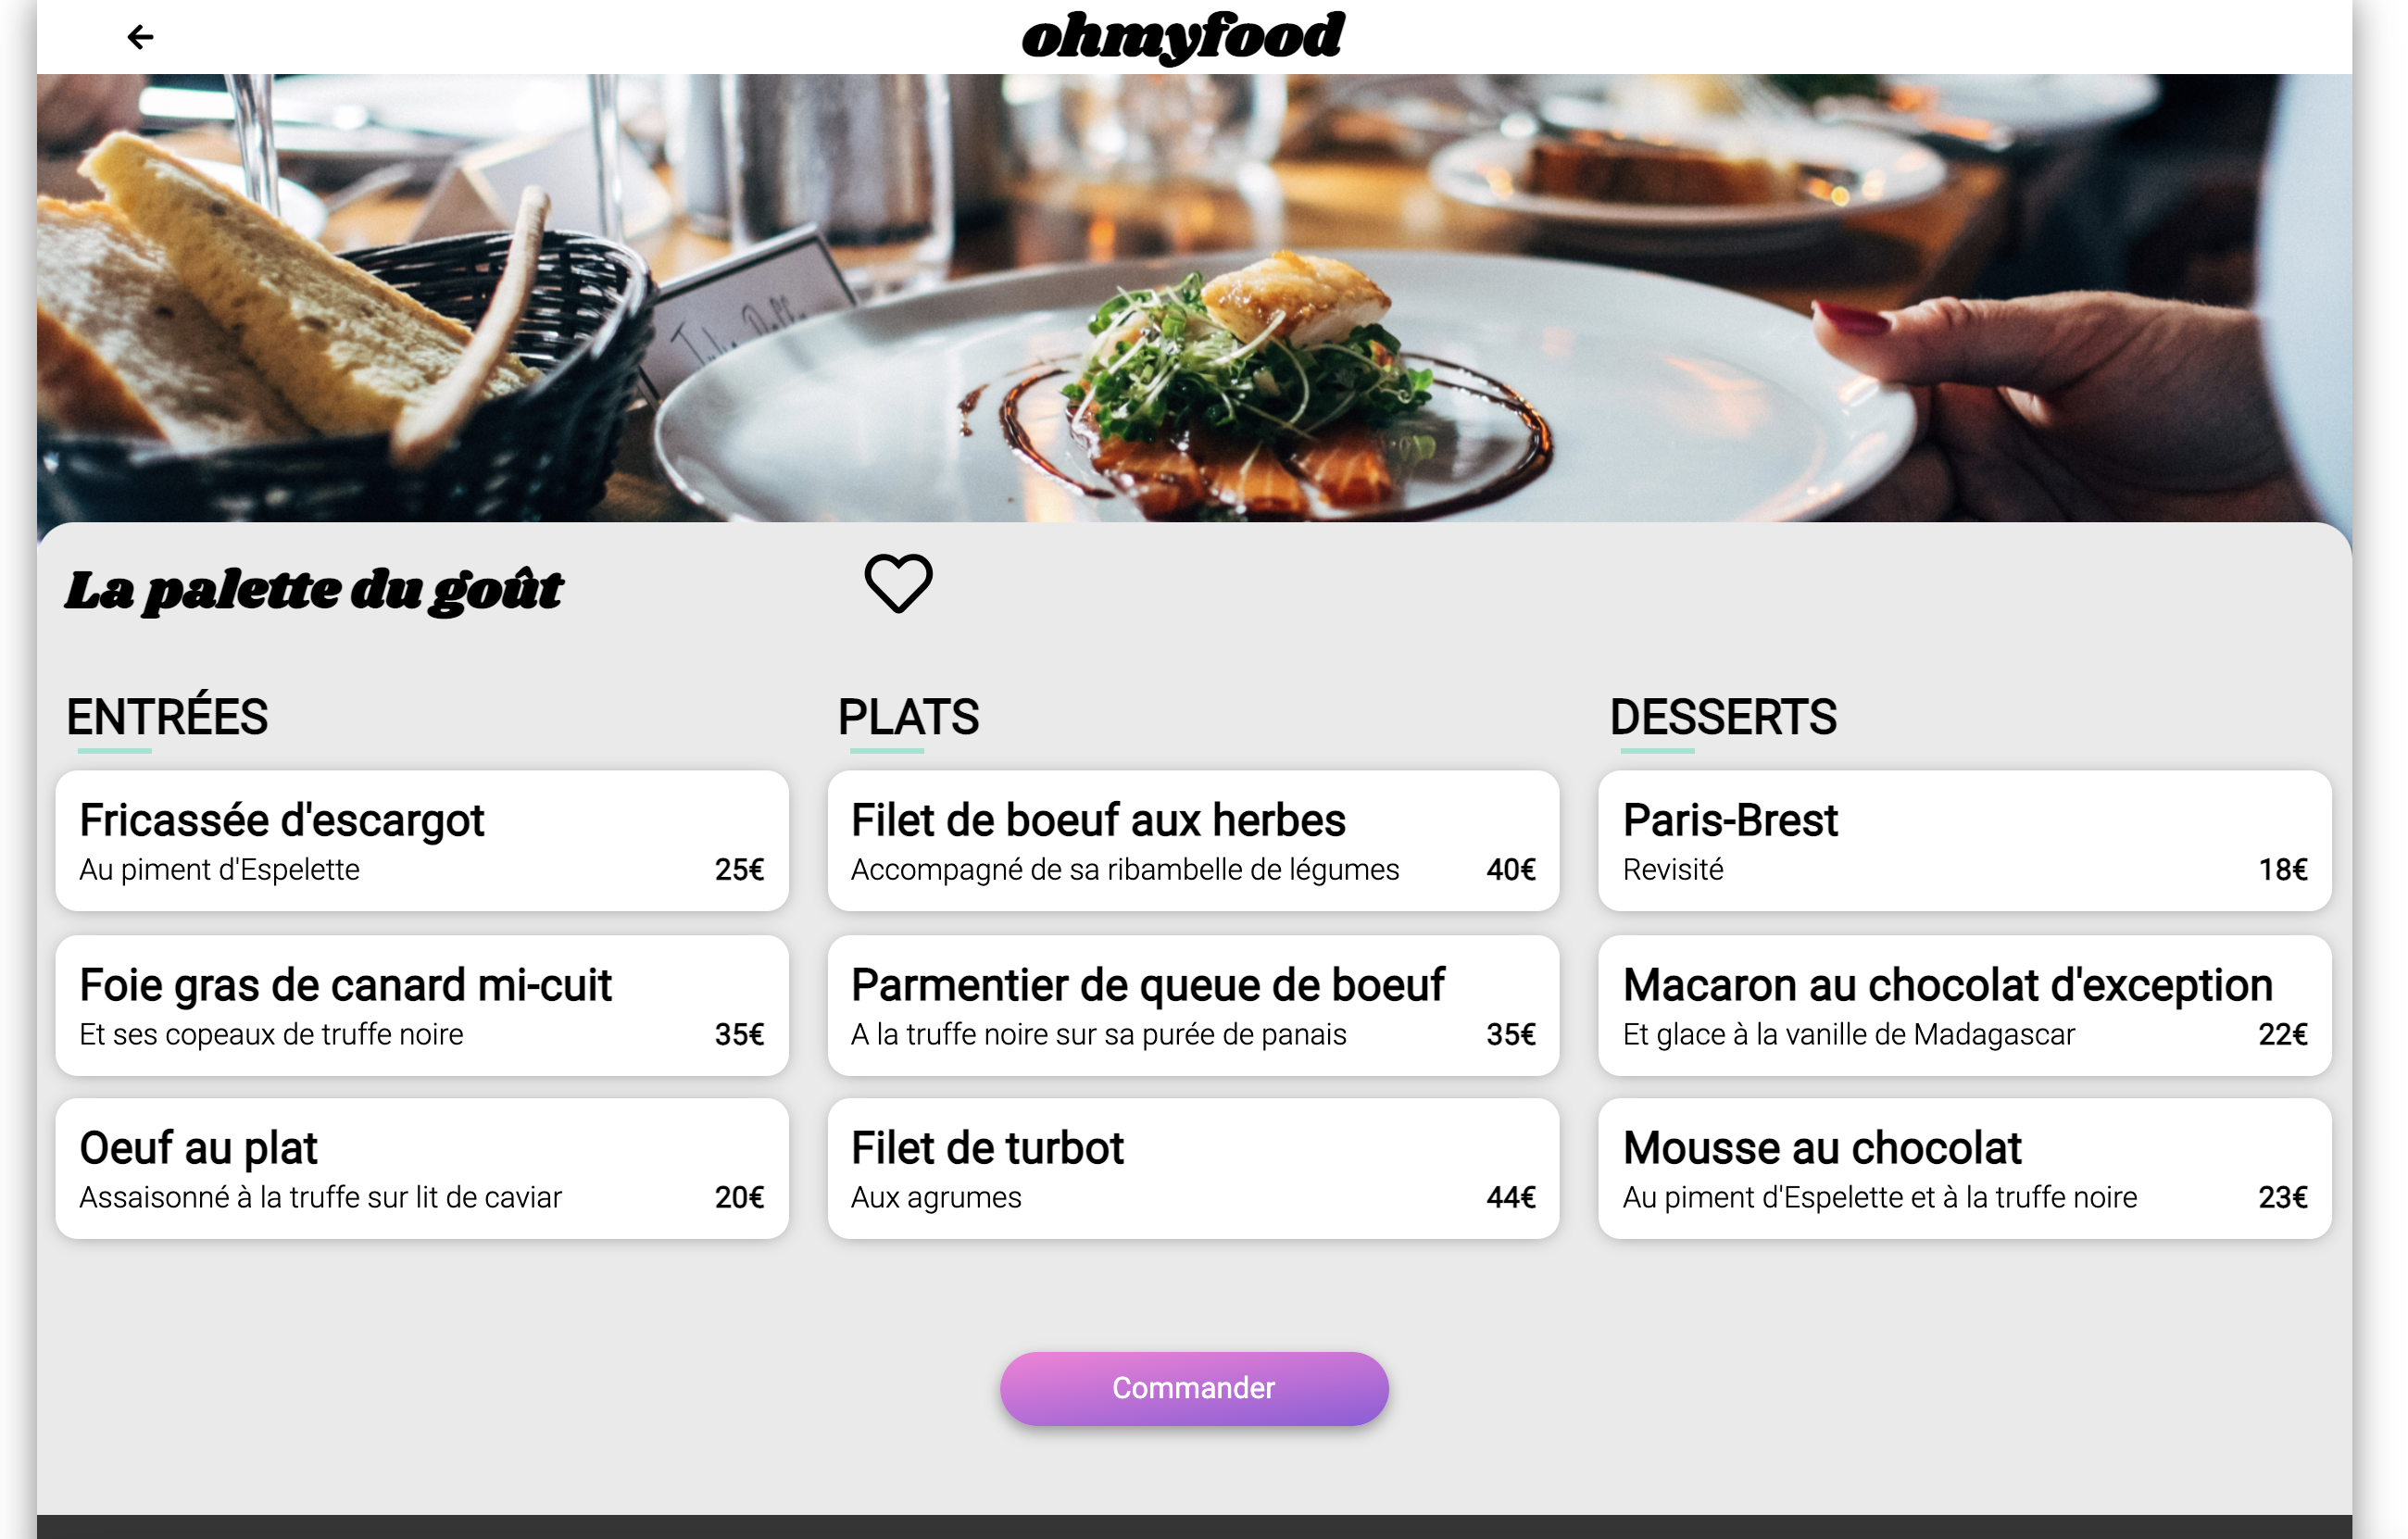 ohmyfood
La palette du goût
ENTRÉES
Fricassée d'escargot
Au piment d'Espelette 25€
Foie gras de canard mi-cuit
Et ses copeaux de truffe noire 35€
Oeuf au plat
Assaisonné à la truffe sur lit de caviar 20€
PLATS
Filet de boeuf aux herbes
Accompagné de sa ribambelle de légumes 40€
Parmentier de queue de boeuf
A la truffe noire sur sa purée de panais 35€
Filet de turbot
Aux agrumes 44€
DESSERTS
Paris-Brest
Revisité 18€
Macaron au chocolat d'exception
Et glace à la vanille de Madagascar 22€
Mousse au chocolat
Au piment d'Espelette et à la truffe noire 23€
Commander